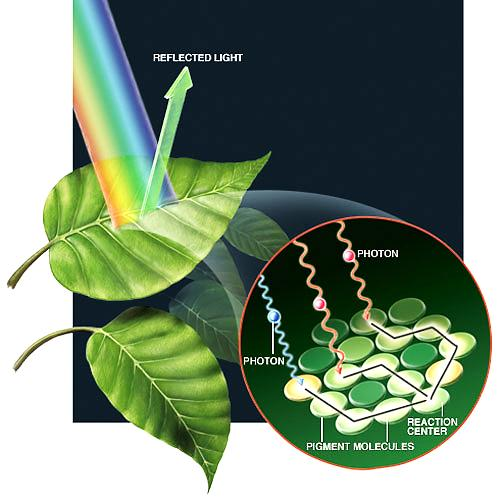 REFLECTED LIGHT
PHOTON
PHOTON
REACTION
CENTER
PIGMENT MOLECULES